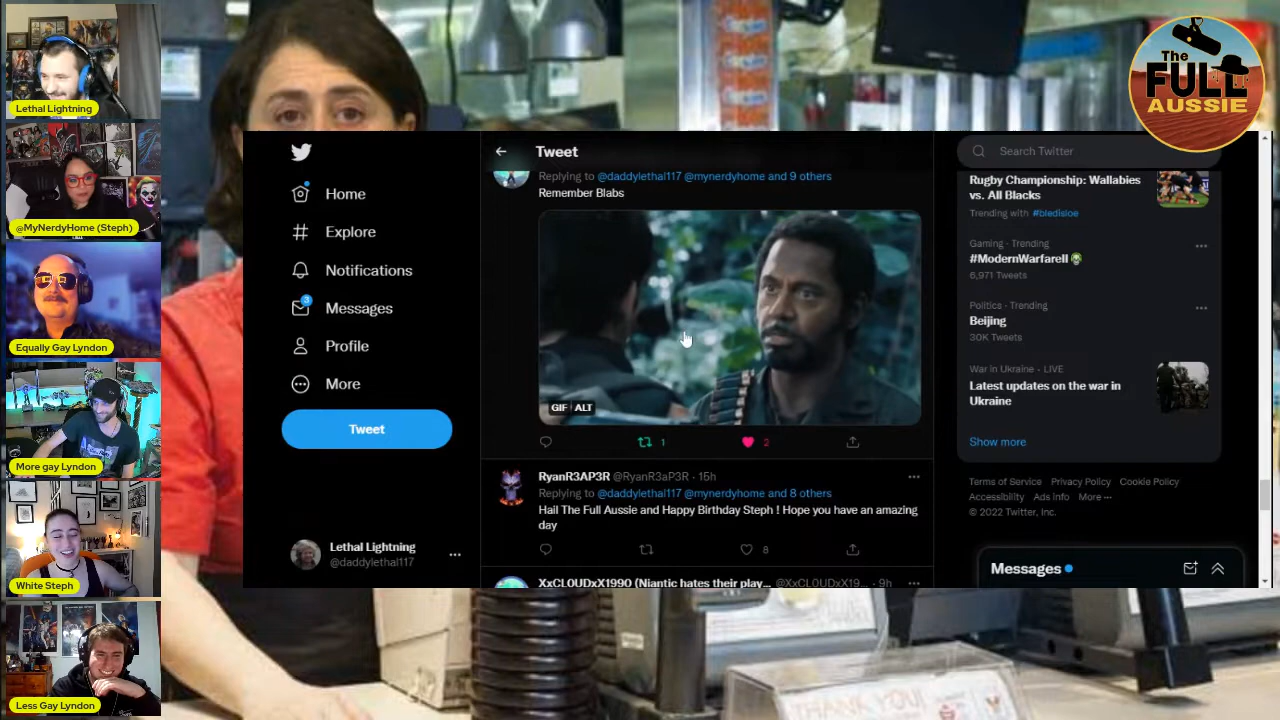 Lethal Lightning
@MyNerdyHome (Steph)
Equally Gay Lyndon
More gay Lyndon
White Steph
Less Gay Lyndon
The
FULL
AUSSIE
Home
Explore
Notifications
3
Messages
Profile
More
Tweet
Lethal Lightning
@daddylethal117
Tweet
Replying to @daddylethal117 @mynerdyhome and 9 others
Remember Blabs
GIF ALT
1
2
RyanR3AP3R @RyanR3aP3R · 15h
Replying to @daddylethal117 @mynerdyhome and 8 others
Hail The Full Aussie and Happy Birthday Steph ! Hope you have an amazing
day
8
XxCL0UDxX1990 (Niantic hates their play... @XxCL0UDxX19... · 9h
Search Twitter
Rugby Championship: Wallabies
vs. All Blacks
Trending with #bledisloe
Gaming · Trending
#ModernWarfareII
6,971 Tweets
Politics · Trending
Beijing
30K Tweets
War in Ukraine · LIVE
Latest updates on the war in
Ukraine
Show more
Terms of Service Privacy Policy Cookie Policy
Accessibility Ads info More ···
© 2022 Twitter, Inc.
Messages
THANK YOU